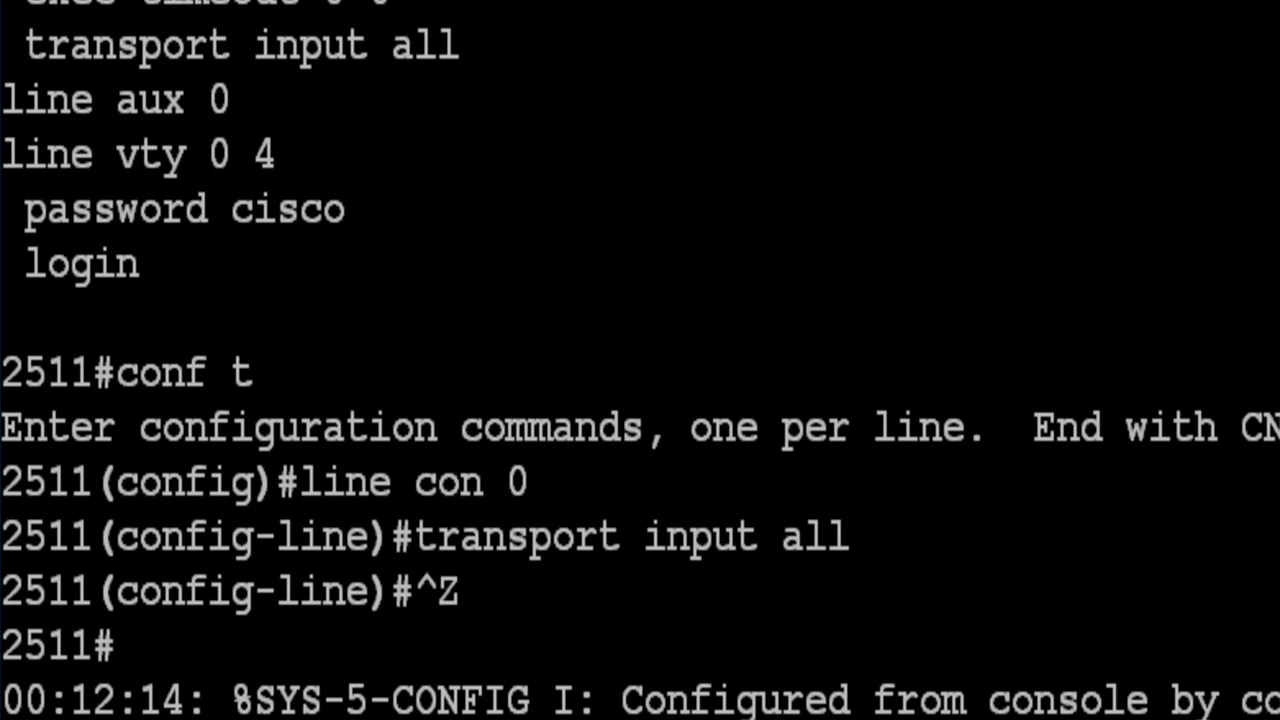 transport input all
line aux 0
line vty 0 4
password cisco
login
2511#conf t
Enter configuration commands, one per line.  End with
2511(config)#line con 0
2511(config-line)#transport input all
2511(config-line)#^Z
2511#
00:12:14: %SYS-5-CONFIG I: Configured from console by